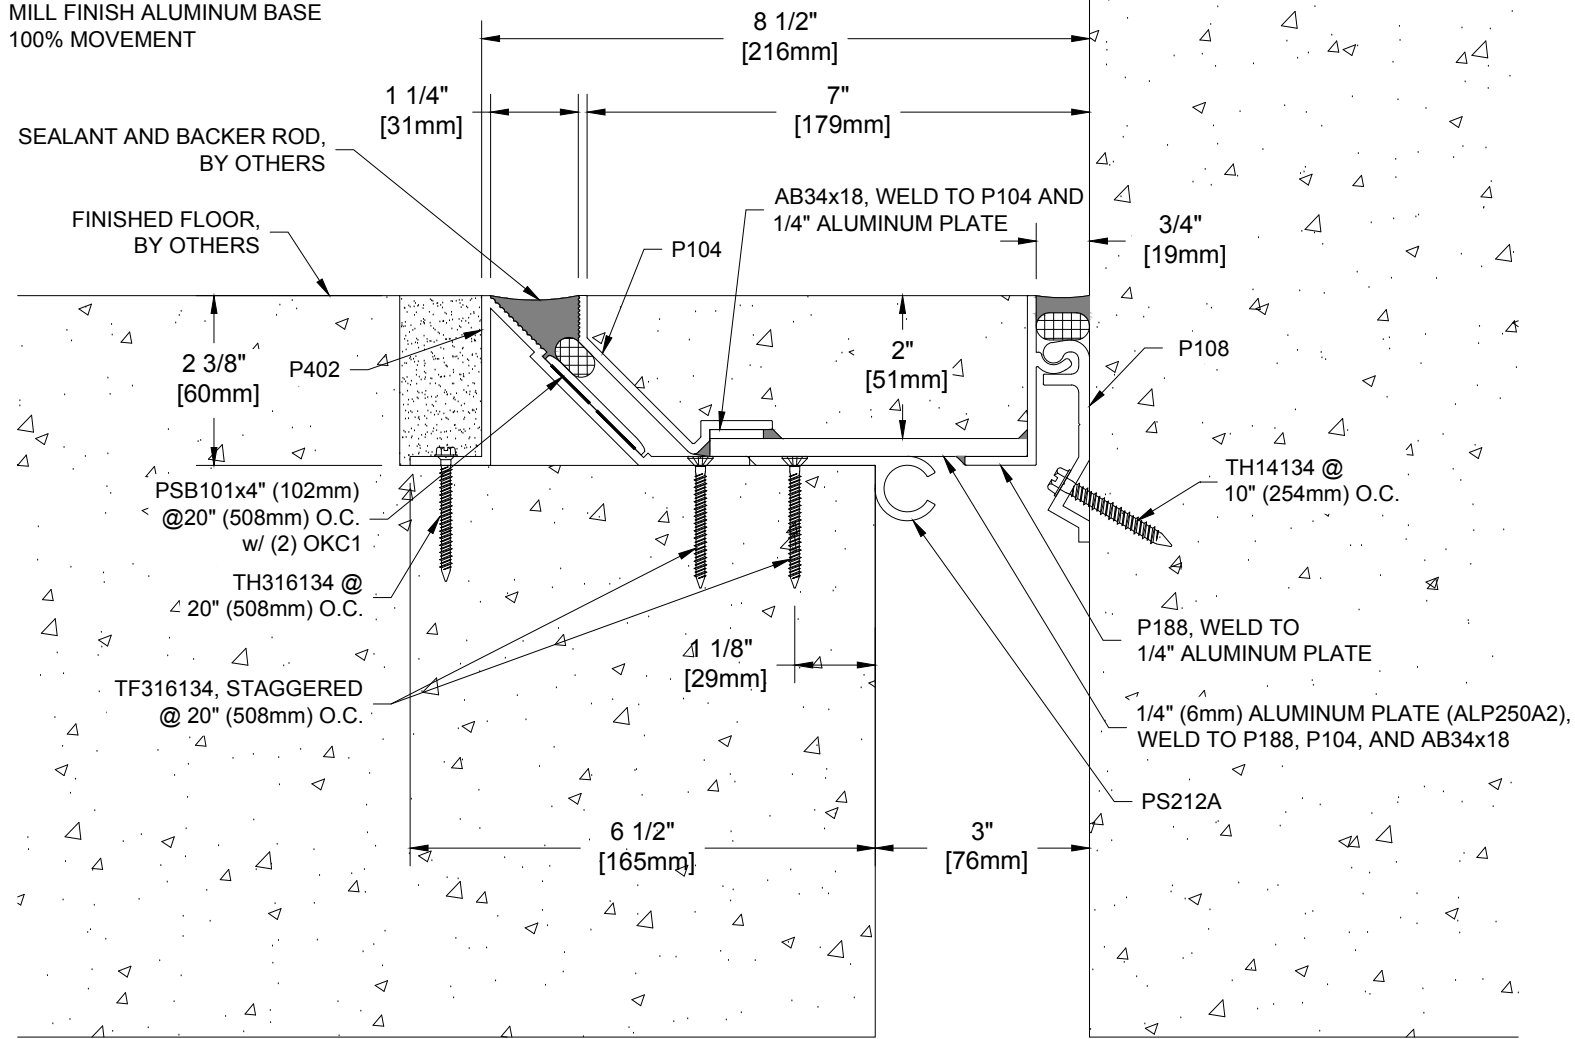 MILL FINISH ALUMINUM BASE
100% MOVEMENT
8 1/2"
[216mm]
1 1/4"
[31mm]
7"
[179mm]
SEALANT AND BACKER ROD,
BY OTHERS
AB34x18, WELD TO P104 AND
1/4" ALUMINUM PLATE
FINISHED FLOOR,
BY OTHERS
P104
3/4"
[19mm]
2 3/8"
[60mm]
P402
2"
[51mm]
P108
PSB101x4" (102mm)
@20" (508mm) O.C.
w/ (2) OKC1
TH14134 @
10" (254mm) O.C.
TH316134 @
20" (508mm) O.C.
P188, WELD TO
1/4" ALUMINUM PLATE
1 1/8"
[29mm]
TF316134, STAGGERED
@ 20" (508mm) O.C.
1/4" (6mm) ALUMINUM PLATE (ALP250A2),
WELD TO P188, P104, AND AB34x18
PS212A
6 1/2"
[165mm]
3"
[76mm]